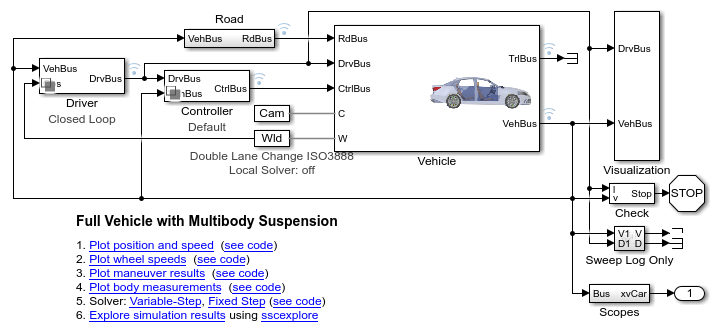 Road
VehBus RdBus
RdBus
DrvBus
CtrlBus
C
W
TrlBus
VehBus
Vehicle
VehBus
s
DrvBus
Driver
Closed Loop
DrvBus
hBus
CtrlBus
Controller
Default
Cam
Wld
Double Lane Change ISO3888
Local Solver: off
DrvBus
VehBus
Visualization
I
v
Stop
Check
STOP
V1 V
D1 D
Sweep Log Only
Bus xvCar
Scopes
1
Full Vehicle with Multibody Suspension
1. Plot position and speed (see code)
2. Plot wheel speeds (see code)
3. Plot maneuver results (see code)
4. Plot body measurements (see code)
5. Solver: Variable-Step, Fixed Step (see code)
6. Explore simulation results using sscexplore